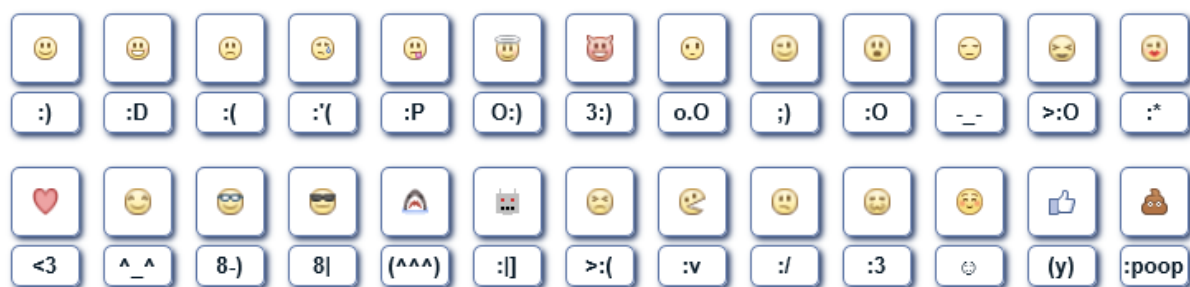 :) :D :( :'( :P O:) 3:) o.O ;) :O -_- >:O :*
<3 ^_^ 8-) 8| (^^^) :|] >:( :v :/ :3 ☺ (y) :poop